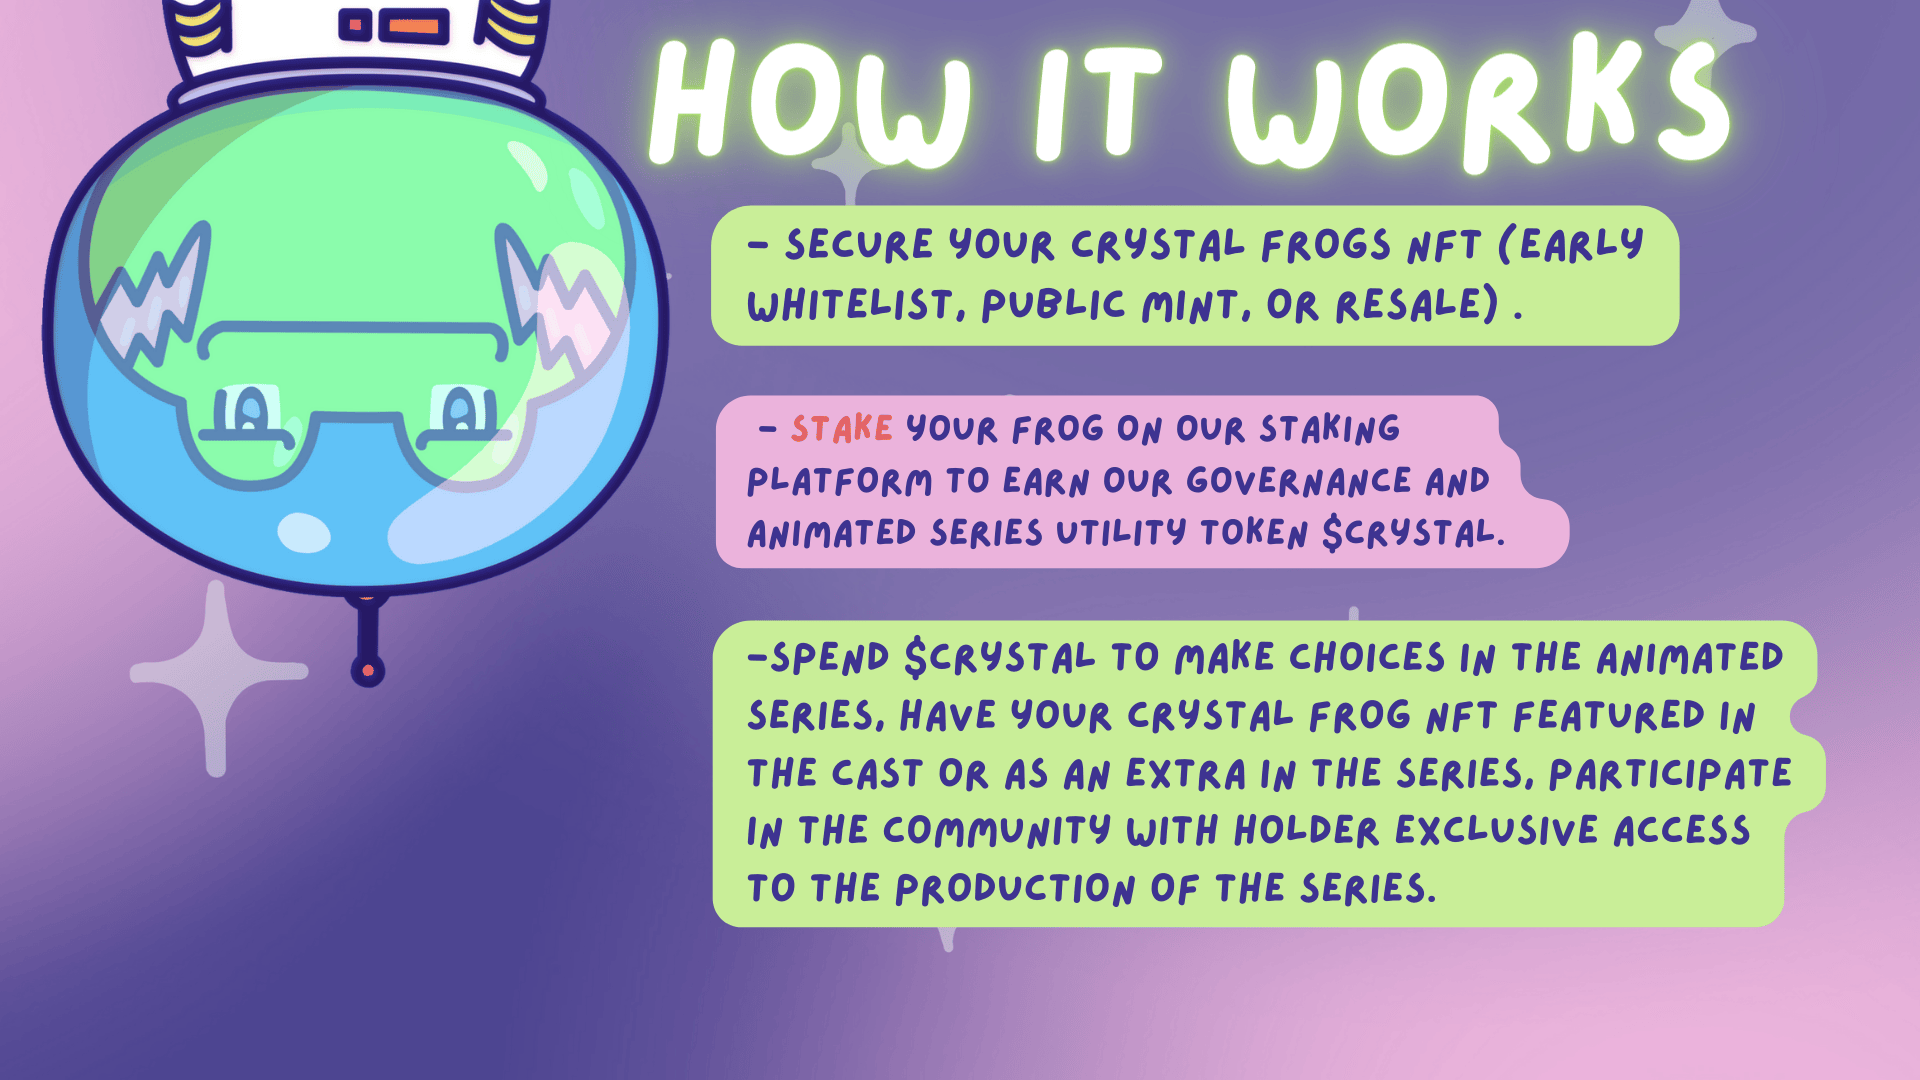 HOW IT WORKS
- SECURE YOUR CRYSTAL FROGS NFT (EARLY
WHITELIST, PUBLIC MINT, OR RESALE) .
- STAKE YOUR FROG ON OUR STAKING
PLATFORM TO EARN OUR GOVERNANCE AND
ANIMATED SERIES UTILITY TOKEN $CRYSTAL.
-SPEND $CRYSTAL TO MAKE CHOICES IN THE ANIMATED
SERIES, HAVE YOUR CRYSTAL FROG NFT FEATURED IN
THE CAST OR AS AN EXTRA IN THE SERIES, PARTICIPATE
IN THE COMMUNITY WITH HOLDER EXCLUSIVE ACCESS
TO THE PRODUCTION OF THE SERIES.